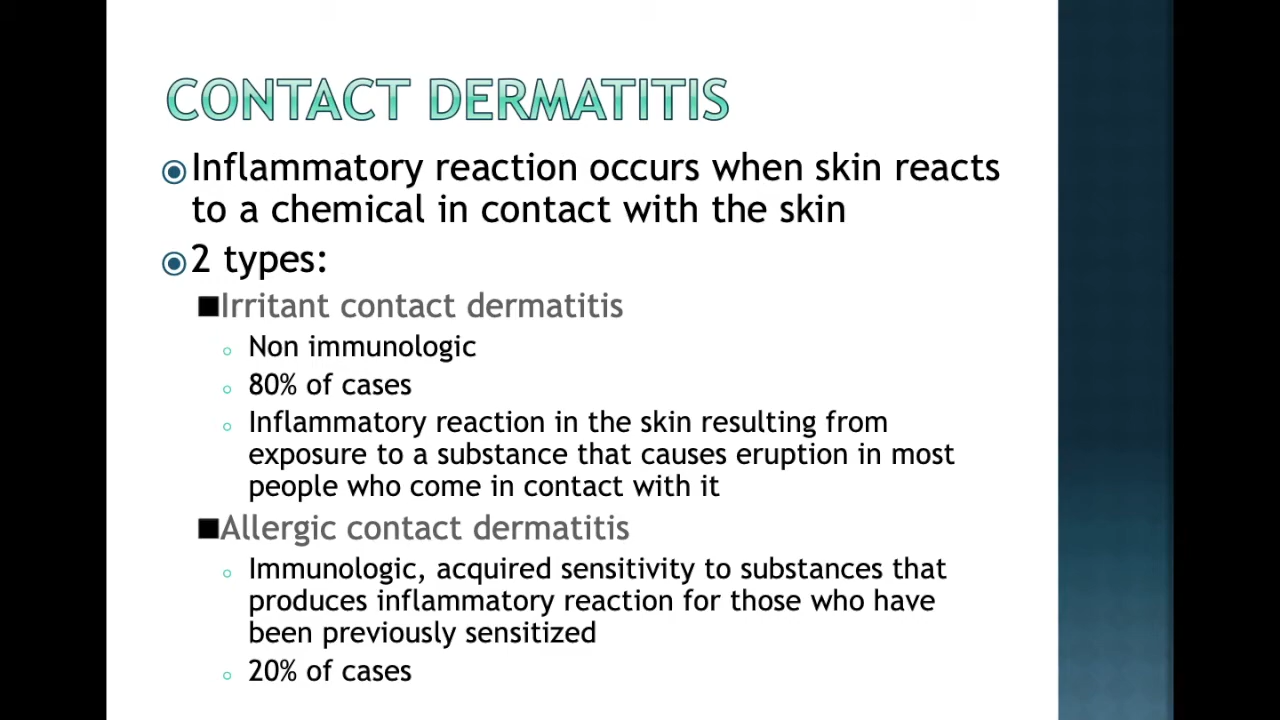 CONTACT DERMATITIS
Inflammatory reaction occurs when skin reacts
to a chemical in contact with the skin
2 types:
Irritant contact dermatitis
Non immunologic
80% of cases
Inflammatory reaction in the skin resulting from
exposure to a substance that causes eruption in most
people who come in contact with it
Allergic contact dermatitis
Immunologic, acquired sensitivity to substances that
produces inflammatory reaction for those who have
been previously sensitized
20% of cases